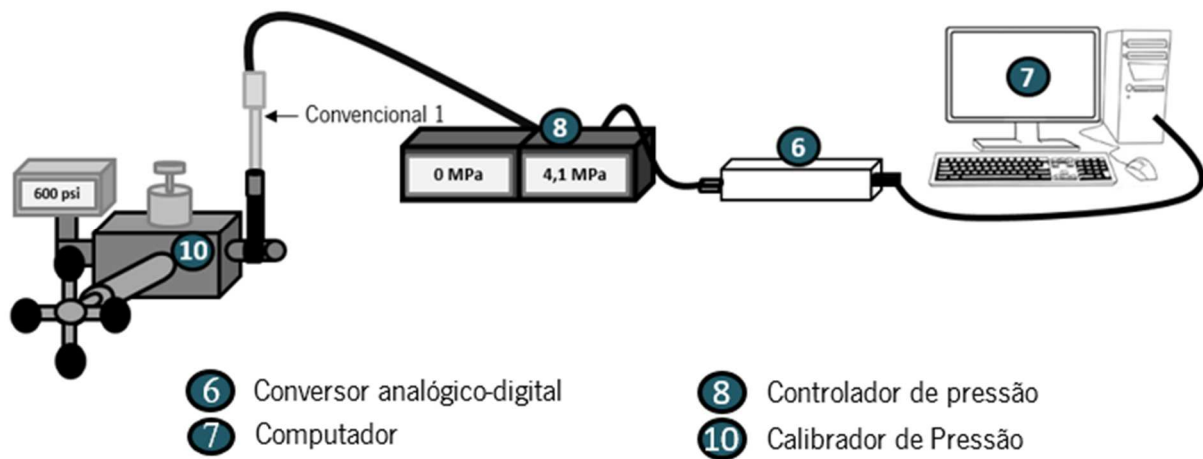 7
8
Convencional 1
6
0 MPa
4,1 MPa
600 psi
10
6 Conversor analógico-digital
8 Controlador de pressão
7 Computador
10 Calibrador de Pressão